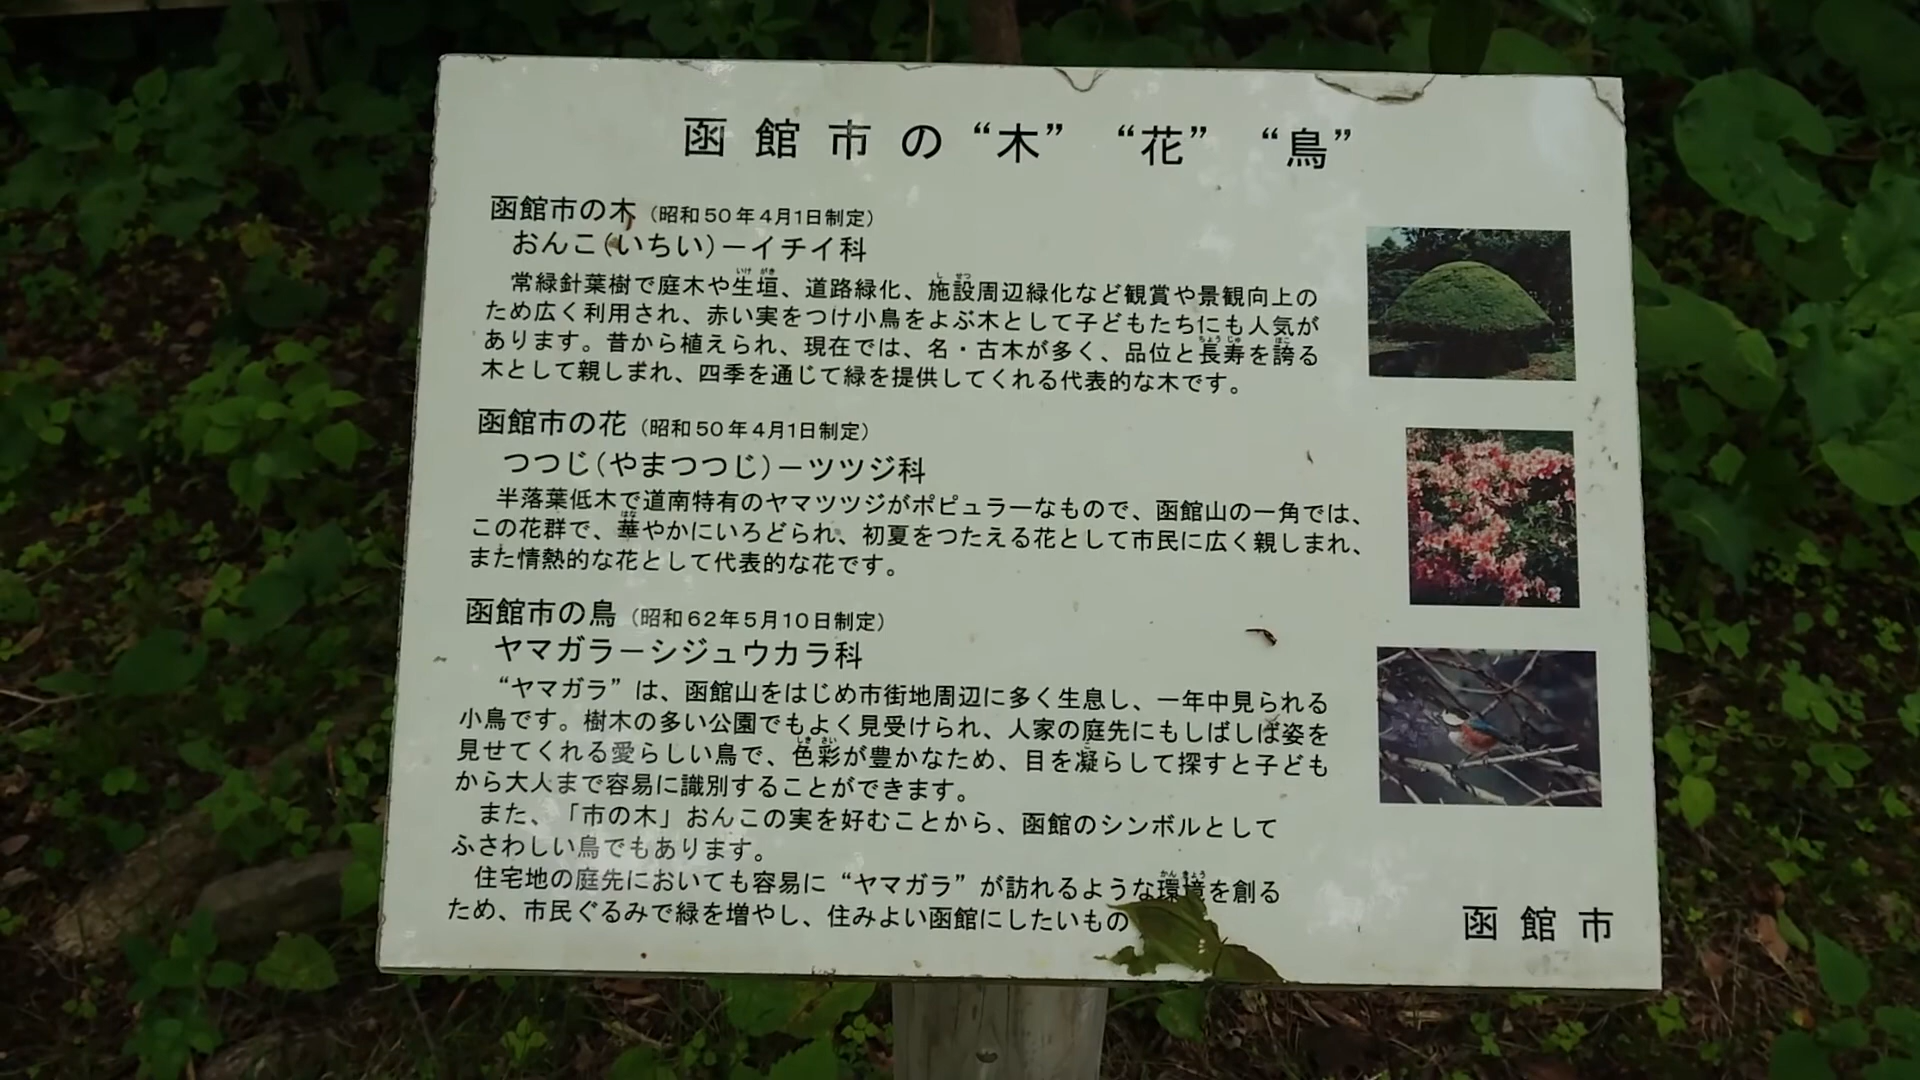 函館市の“木” “花” “鳥”
函館市の木（昭和50年4月1日制定）
おんこ（いちい）－イチイ科
常緑針葉樹で庭木や生垣、道路緑化、施設周辺緑化など観賞や景観向上の
ため広く利用され、赤い実をつけ小鳥をよぶ木として子どもたちにも人気が
あります。昔から植えられ、現在では、名・古木が多く、品位と長寿を誇る
木として親しまれ、四季を通じて緑を提供してくれる代表的な木です。
函館市の花（昭和50年4月1日制定）
つつじ（やまつつじ）－ツツジ科
半落葉低木で道南特有のヤマツツジがポピュラーなもので、函館山の一角では、
この花群で、華やかにいろどられ、初夏をつたえる花として市民に広く親しまれ、
また情熱的な花として代表的な花です。
函館市の鳥（昭和62年5月10日制定）
ヤマガラ－シジュウカラ科
“ヤマガラ”は、函館山をはじめ市街地周辺に多く生息し、一年中見られる
小鳥です。樹木の多い公園でもよく見受けられ、人家の庭先にもしばしば姿を
見せてくれる愛らしい鳥で、色彩が豊かなため、目を凝らして探すと子ども
から大人まで容易に識別することができます。
また、「市の木」おんこの実を好むことから、函館のシンボルとして
ふさわしい鳥でもあります。
住宅地の庭先においても容易に“ヤマガラ”が訪れるような環境を創る
ため、市民ぐるみで緑を増やし、住みよい函館にしたいもの
函館市